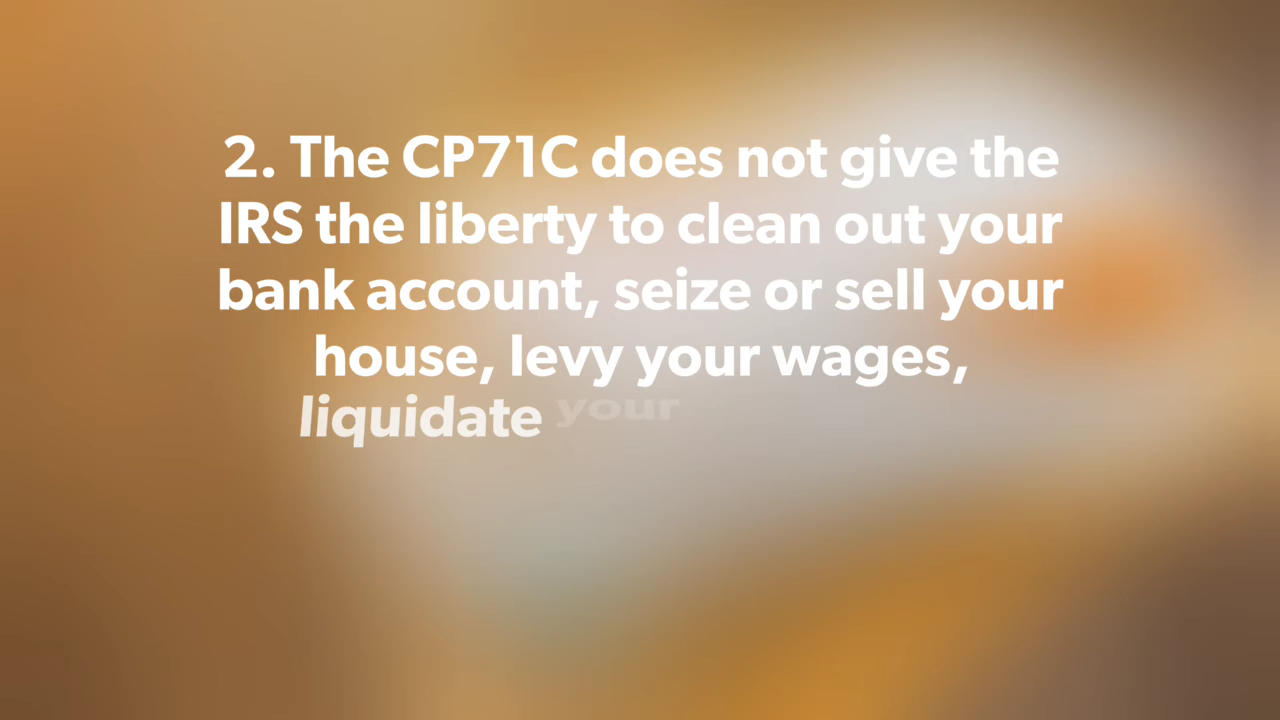 2. The CP71C does not give the
IRS the liberty to clean out your
bank account, seize or sell your
house, levy your wages,
liquidate your